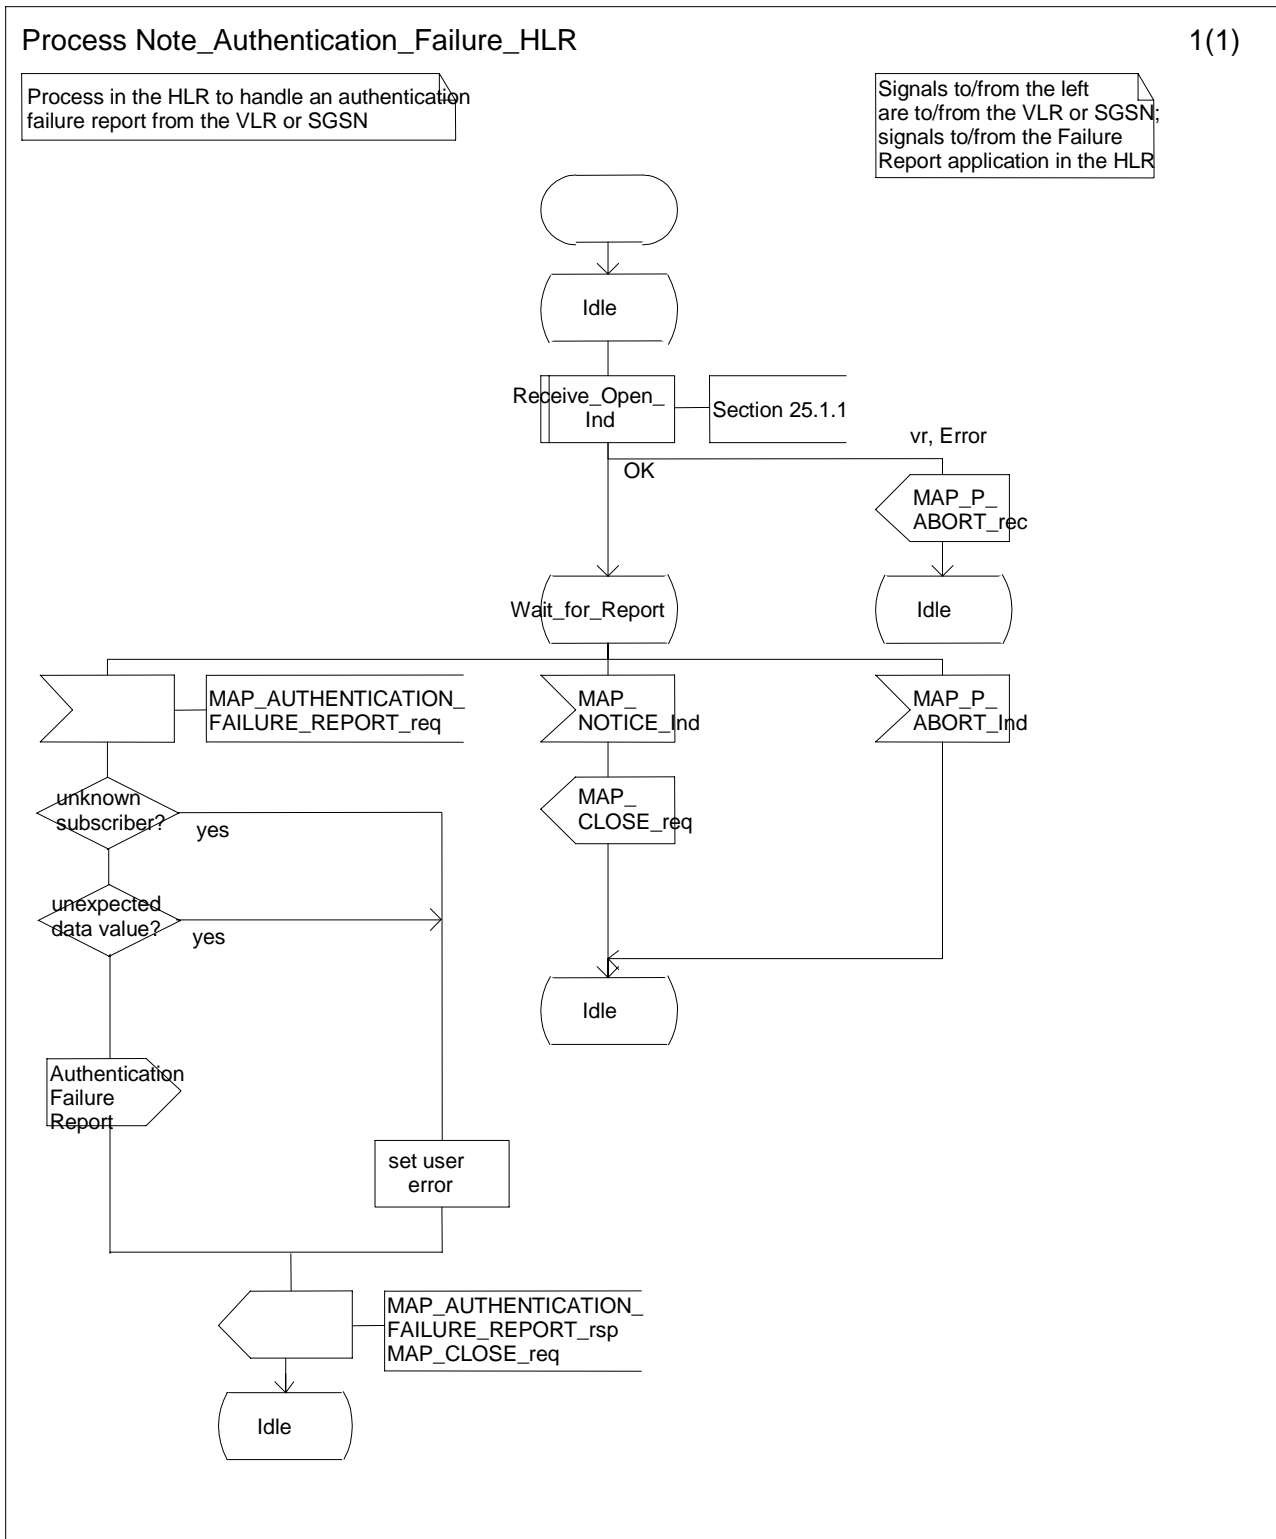 Process Note_Authentication_Failure_HLR
1(1)
Process in the HLR to handle an authentication
failure report from the VLR or SGSN
Signals to/from the left
are to/from the VLR or SGSN;
signals to/from the Failure
Report application in the HLR
Idle
Receive_Open_
Ind
Section 25.1.1
vr, Error
OK
MAP_P_
ABORT_rec
Wait_for_Report
Idle
MAP_AUTHENTICATION_
FAILURE_REPORT_req
MAP_
NOTICE_Ind
MAP_P_
ABORT_Ind
unknown
subscriber?
yes
MAP_
CLOSE_req
unexpected
data value?
yes
Idle
Authentication
Failure
Report
set user
error
MAP_AUTHENTICATION_
FAILURE_REPORT_rsp
MAP_CLOSE_req
Idle